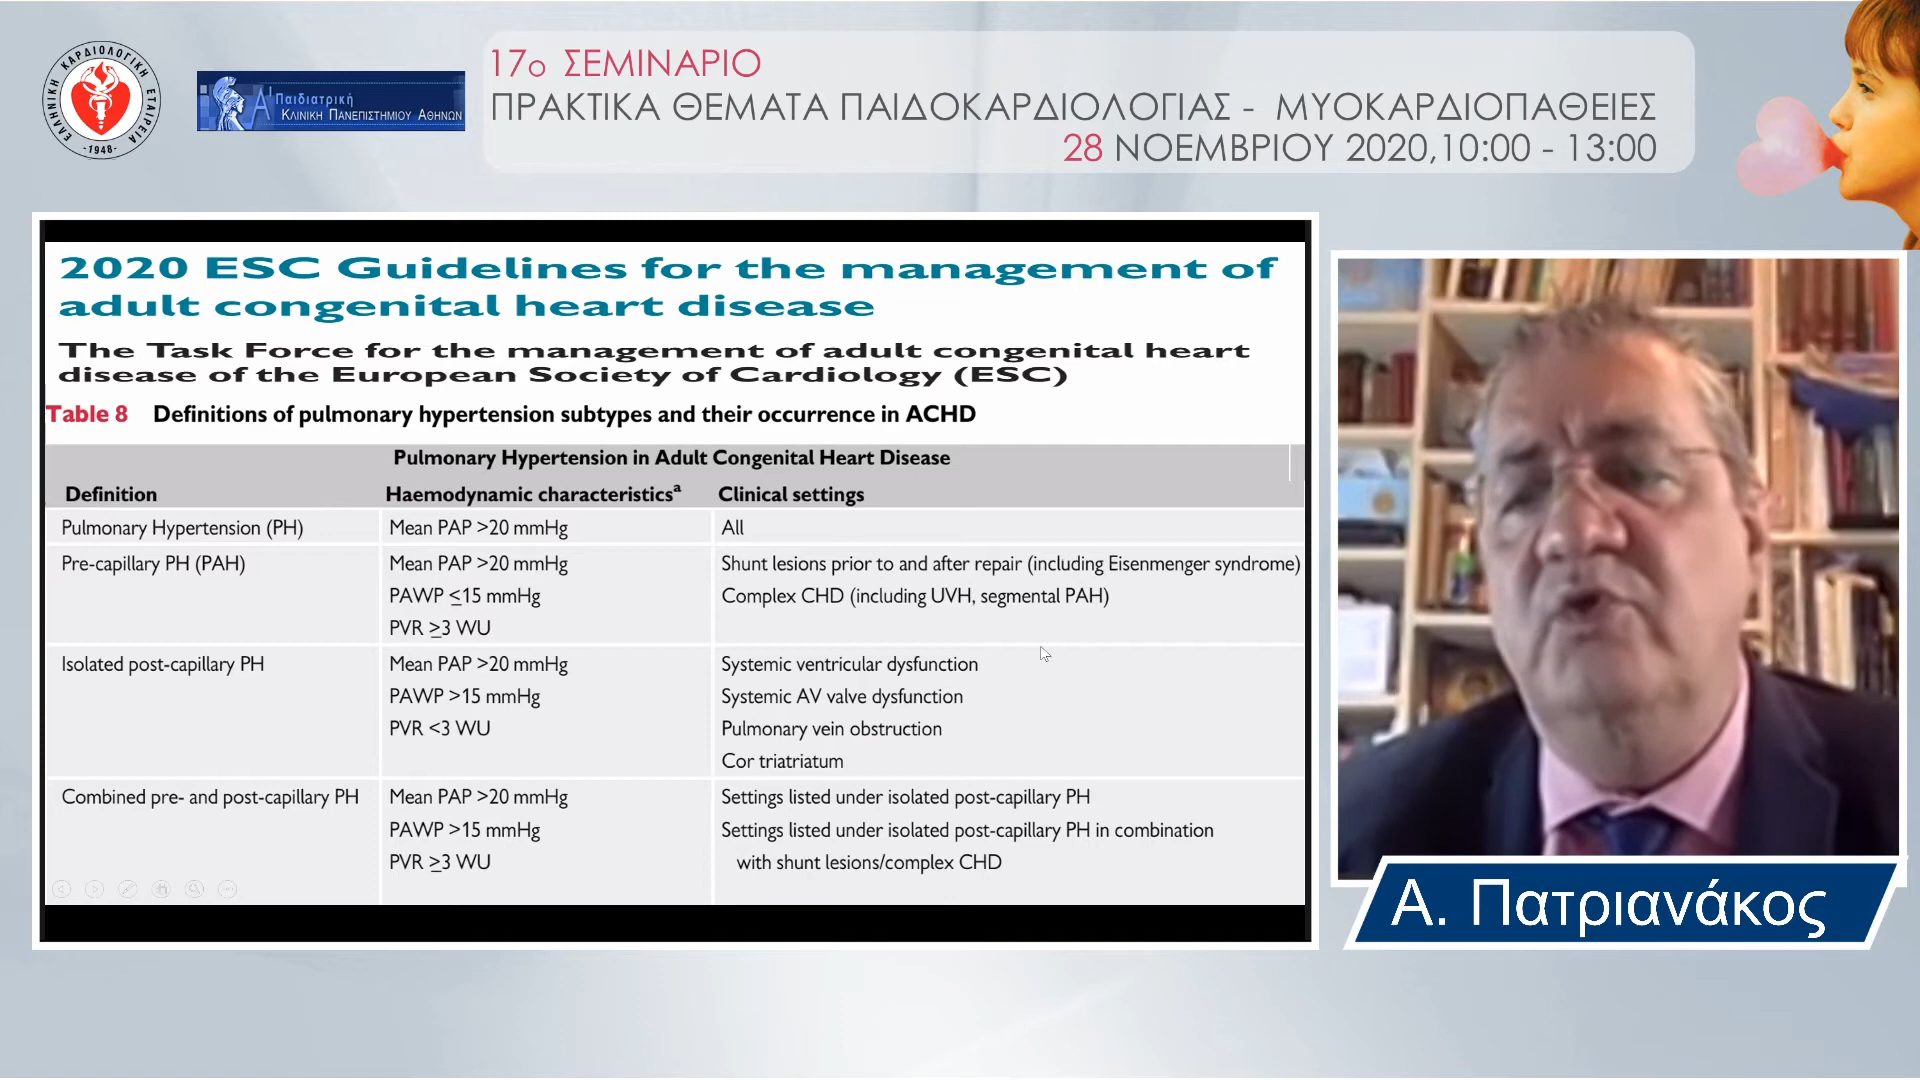 ΕΛΛΗΝΙΚΗ ΚΑΡΔΙΟΛΟΓΙΚΗ ΕΤΑΙΡΕΙΑ
-1948-
Α' Παιδιατρική
Κλινική Πανεπιστημίου Αθηνών
17ο ΣΕΜΙΝΑΡΙΟ
ΠΡΑΚΤΙΚΑ ΘΕΜΑΤΑ ΠΑΙΔΟΚΑΡΔΙΟΛΟΓΙΑΣ - ΜΥΟΚΑΡΔΙΟΠΑΘΕΙΕΣ
28 ΝΟΕΜΒΡΙΟΥ 2020,10:00 - 13:00
2020 ESC Guidelines for the management of
adult congenital heart disease
The Task Force for the management of adult congenital heart
disease of the European Society of Cardiology (ESC)
Table 8 Definitions of pulmonary hypertension subtypes and their occurrence in ACHD
Pulmonary Hypertension in Adult Congenital Heart Disease
Definition Haemodynamic characteristicsᵃ Clinical settings
Pulmonary Hypertension (PH) Mean PAP >20 mmHg All
Pre-capillary PH (PAH) Mean PAP >20 mmHg Shunt lesions prior to and after repair (including Eisenmenger syndrome)
PAWP ≤15 mmHg Complex CHD (including UVH, segmental PAH)
PVR ≥3 WU
Isolated post-capillary PH Mean PAP >20 mmHg Systemic ventricular dysfunction
PAWP >15 mmHg Systemic AV valve dysfunction
PVR <3 WU Pulmonary vein obstruction
Cor triatriatum
Combined pre- and post-capillary PH Mean PAP >20 mmHg Settings listed under isolated post-capillary PH
PAWP >15 mmHg Settings listed under isolated post-capillary PH in combination
PVR ≥3 WU with shunt lesions/complex CHD
Α. Πατριανάκος